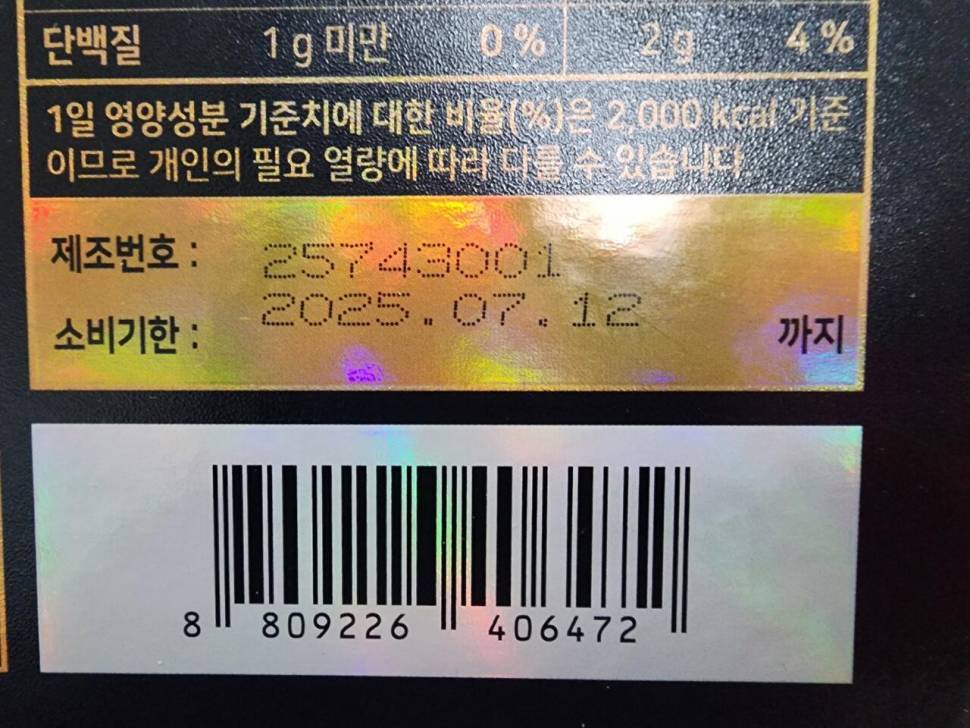 단백질 1 g 미만 0 % 2 g 4 %
1일 영양성분 기준치에 대한 비율(%)은 2,000 kcal 기준
이므로 개인의 필요 열량에 따라 다를 수 있습니다.
제조번호 : 25743001
소비기한 : 2025.07.12 까지
8 809226 406472